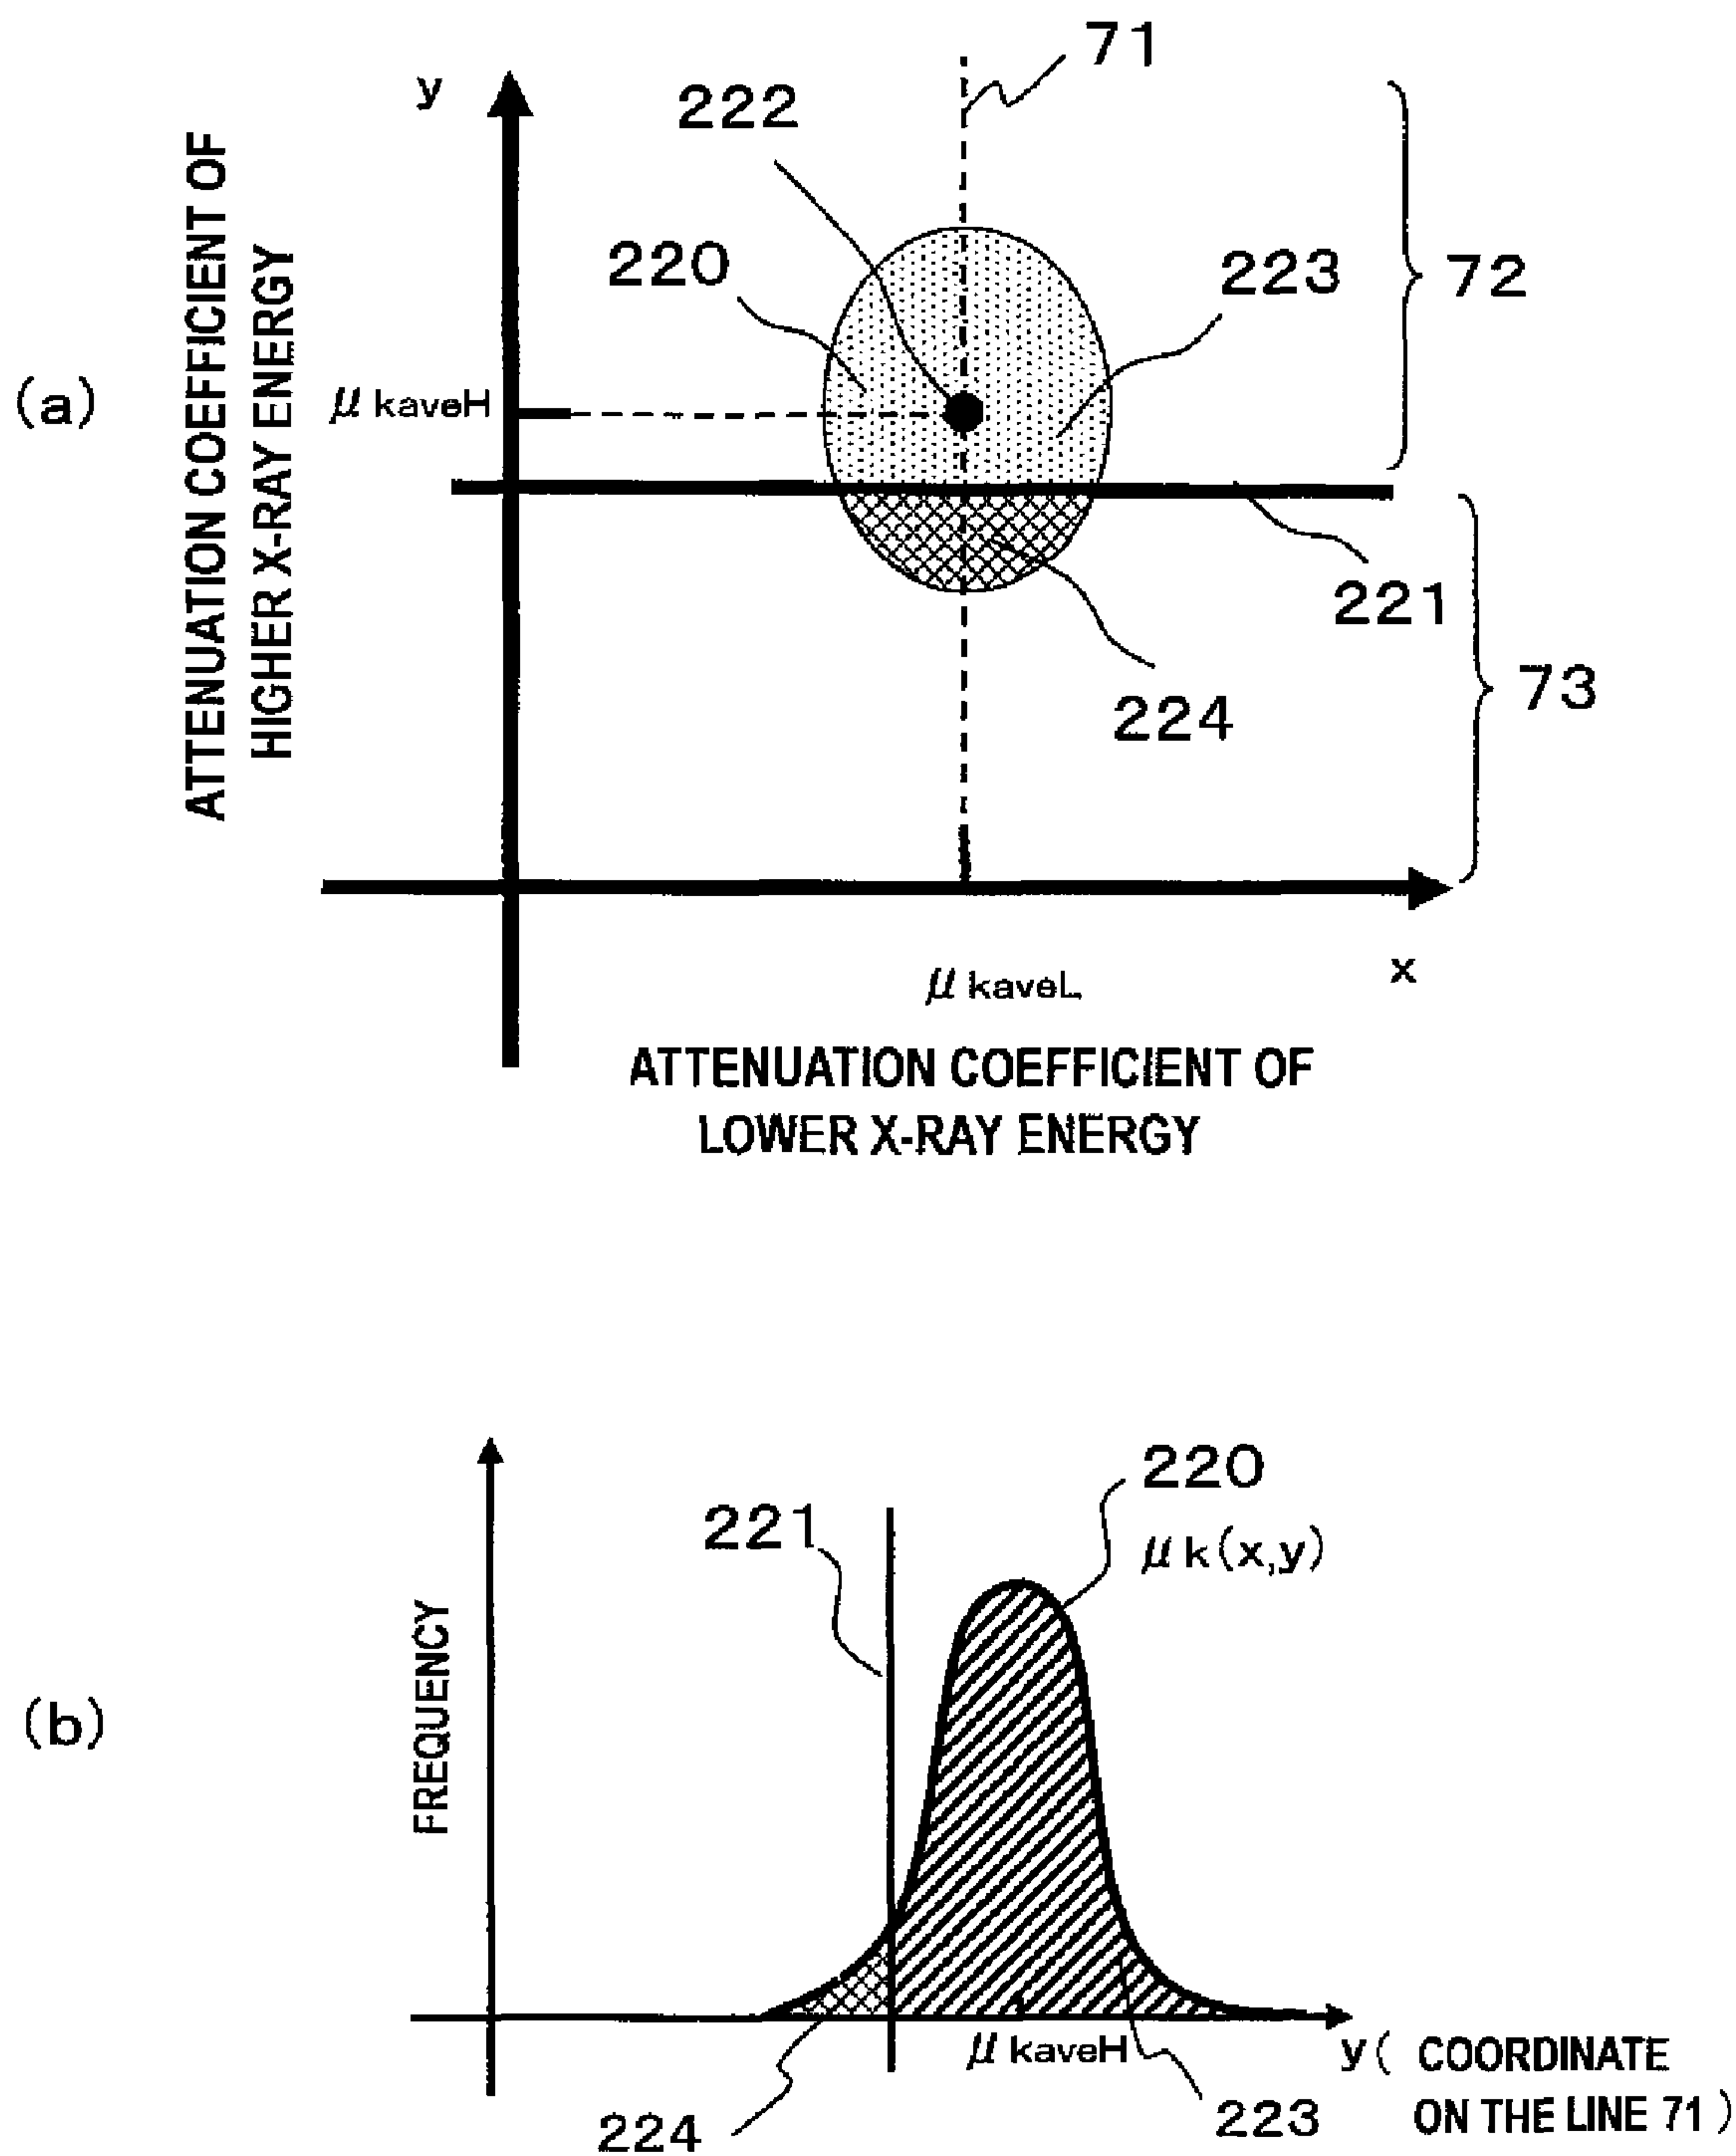 (a)
y
71
222
220
223
72
ATTENUATION COEFFICIENT OF
HIGHER X-RAY ENERGY
μ kaveH
221
224
73
x
μ kaveL
ATTENUATION COEFFICIENT OF
LOWER X-RAY ENERGY
(b)
220
221
μ k(x,y)
FREQUENCY
μ kaveH
y ( COORDINATE
ON THE LINE 71 )
224
223